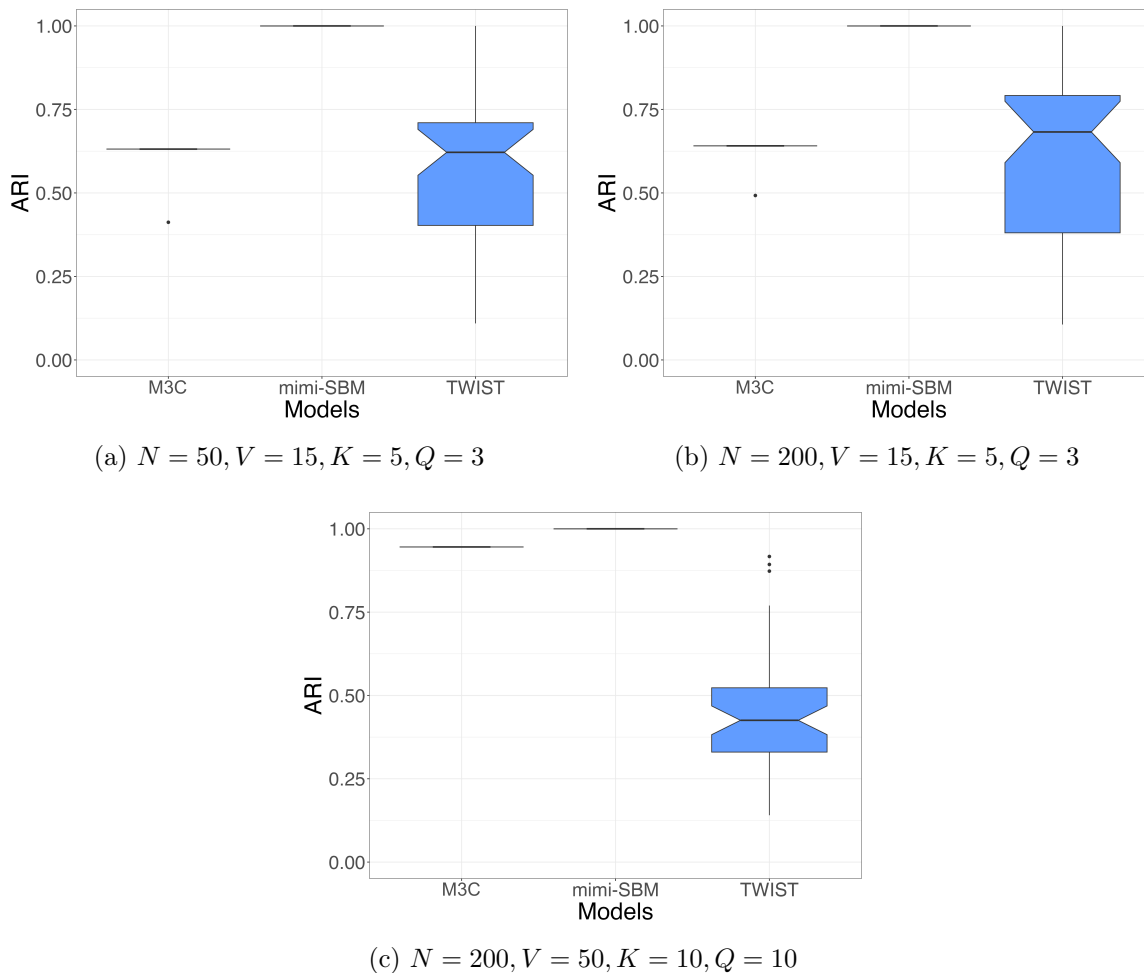 1.00
0.75
0.50
0.25
0.00
ARI
M3C mimi-SBM TWIST
Models
(a) N = 50, V = 15, K = 5, Q = 3
1.00
0.75
0.50
0.25
0.00
ARI
M3C mimi-SBM TWIST
Models
(b) N = 200, V = 15, K = 5, Q = 3
1.00
0.75
0.50
0.25
0.00
ARI
M3C mimi-SBM TWIST
Models
(c) N = 200, V = 50, K = 10, Q = 10